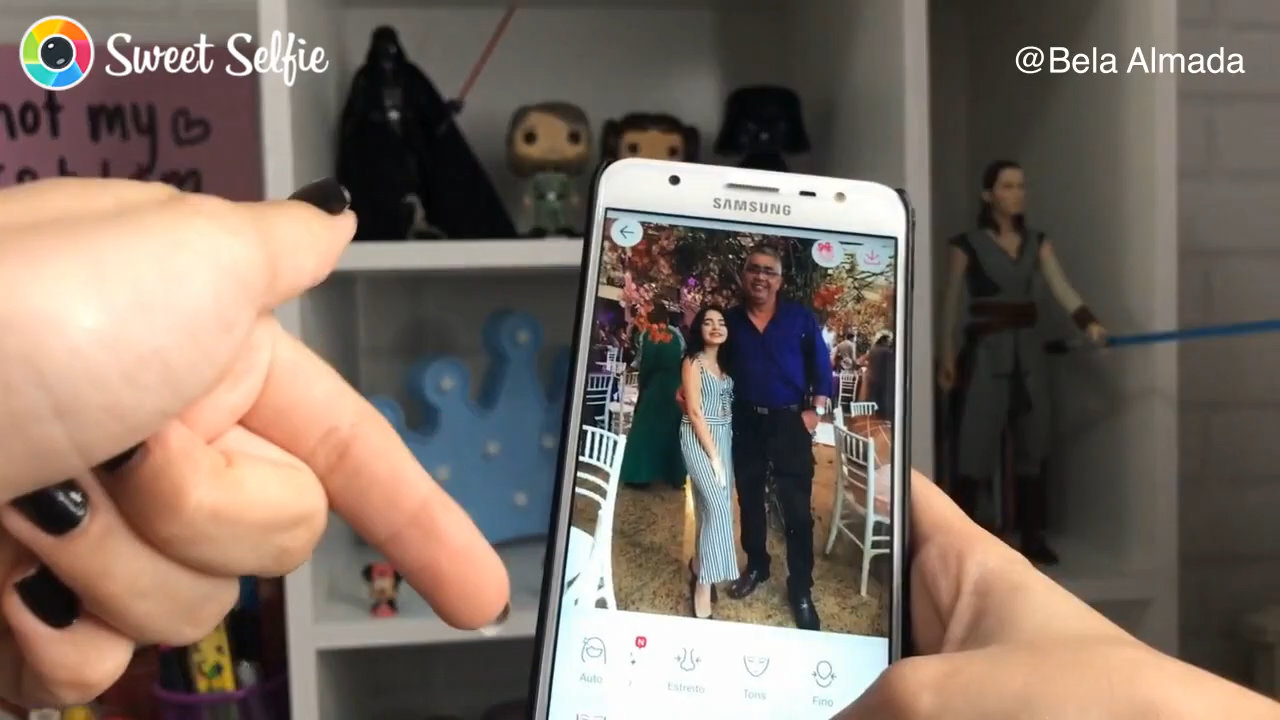 Sweet Selfie
@Bela Almada
not my
SAMSUNG
N
Auto
Estreito
Tons
Fino